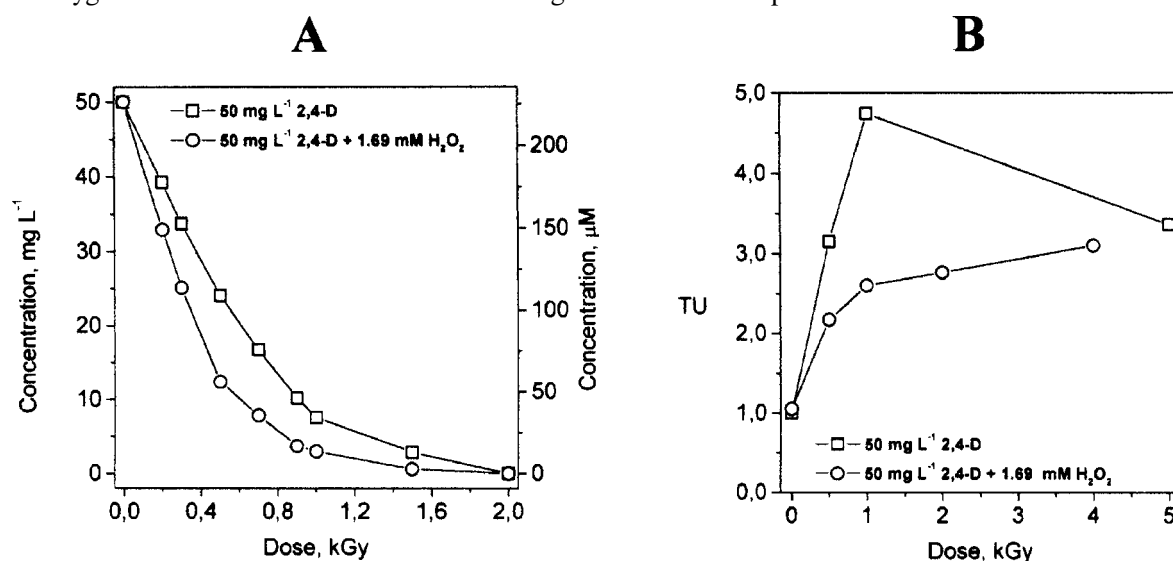 A
B
50 mg L⁻¹ 2,4-D
50 mg L⁻¹ 2,4-D + 1.69 mM H₂O₂
Concentration, mg L⁻¹
50
40
30
20
10
0
200
150
100
50
0
Concentration, µM
0,0 0,4 0,8 1,2 1,6 2,0
Dose, kGy
TU
5,0
4,0
3,0
2,0
1,0
0,0
50 mg L⁻¹ 2,4-D
50 mg L⁻¹ 2,4-D + 1.69 mM H₂O₂
0 1 2 3 4 5
Dose, kGy